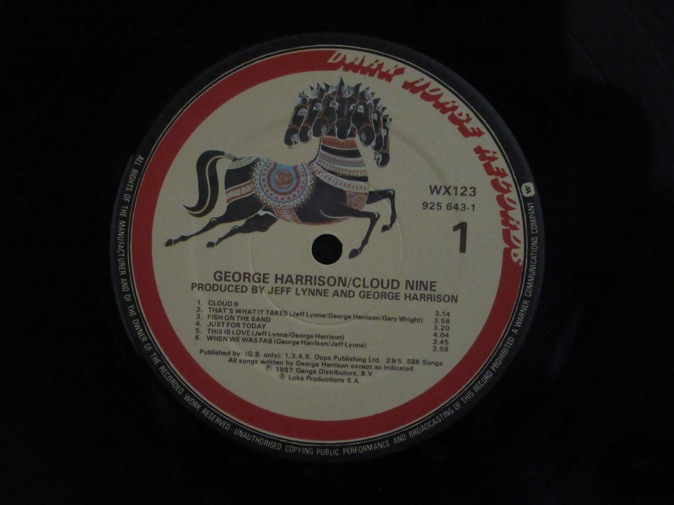 DARK HORSE RECORDS
WX123
925 643-1
1
GEORGE HARRISON/CLOUD NINE
PRODUCED BY JEFF LYNNE AND GEORGE HARRISON
1. CLOUD 9 3.14
2. THAT'S WHAT IT TAKES (Jeff Lynne/George Harrison/Gary Wright) 3.58
3. FISH ON THE SAND 3.20
4. JUST FOR TODAY 4.04
5. THIS IS LOVE (Jeff Lynne/George Harrison) 3.45
6. WHEN WE WAS FAB (George Harrison/Jeff Lynne) 3.58
Published by: (G.B. only): 1,3,4,6. Oops Publishing Ltd. 2&5. SBK Songs
All songs written by George Harrison except as indicated
℗ 1987 Ganga Distributors, B.V.
® Loka Productions S.A.
ALL RIGHTS OF THE MANUFACTURER AND OF THE OWNER OF THE RECORDED WORK RESERVED UNAUTHORISED COPYING PUBLIC PERFORMANCE AND BROADCASTING OF THIS RECORD PROHIBITED A WARNER COMMUNICATIONS COMPANY